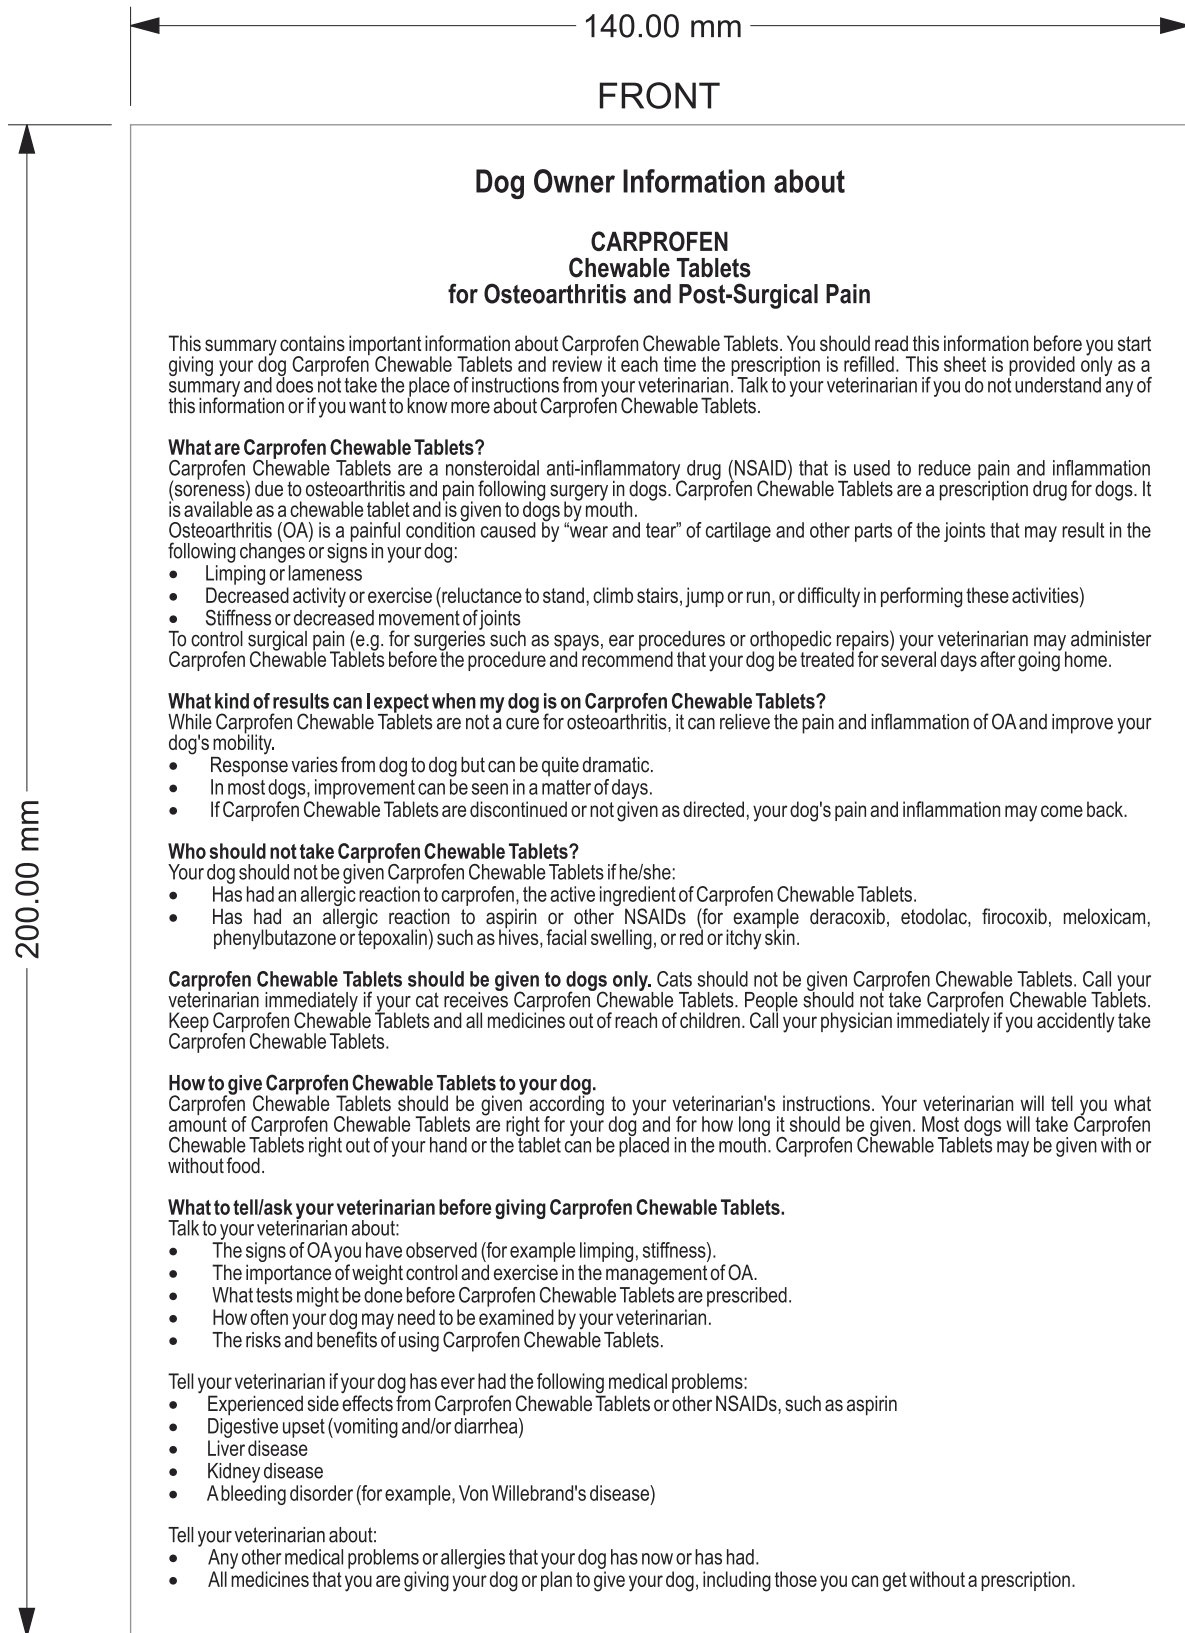 140.00 mm
FRONT
200.00 mm
Dog Owner Information about
CARPROFEN
Chewable Tablets
for Osteoarthritis and Post-Surgical Pain
This summary contains important information about Carprofen Chewable Tablets. You should read this information before you start
giving your dog Carprofen Chewable Tablets and review it each time the prescription is refilled. This sheet is provided only as a
summary and does not take the place of instructions from your veterinarian. Talk to your veterinarian if you do not understand any of
this information or if you want to know more about Carprofen Chewable Tablets.
What are Carprofen Chewable Tablets?
Carprofen Chewable Tablets are a nonsteroidal anti-inflammatory drug (NSAID) that is used to reduce pain and inflammation
(soreness) due to osteoarthritis and pain following surgery in dogs. Carprofen Chewable Tablets are a prescription drug for dogs. It
is available as a chewable tablet and is given to dogs by mouth.
Osteoarthritis (OA) is a painful condition caused by “wear and tear” of cartilage and other parts of the joints that may result in the
following changes or signs in your dog:
• Limping or lameness
• Decreased activity or exercise (reluctance to stand, climb stairs, jump or run, or difficulty in performing these activities)
• Stiffness or decreased movement of joints
To control surgical pain (e.g. for surgeries such as spays, ear procedures or orthopedic repairs) your veterinarian may administer
Carprofen Chewable Tablets before the procedure and recommend that your dog be treated for several days after going home.
What kind of results can I expect when my dog is on Carprofen Chewable Tablets?
While Carprofen Chewable Tablets are not a cure for osteoarthritis, it can relieve the pain and inflammation of OA and improve your
dog's mobility.
• Response varies from dog to dog but can be quite dramatic.
• In most dogs, improvement can be seen in a matter of days.
• If Carprofen Chewable Tablets are discontinued or not given as directed, your dog's pain and inflammation may come back.
Who should not take Carprofen Chewable Tablets?
Your dog should not be given Carprofen Chewable Tablets if he/she:
• Has had an allergic reaction to carprofen, the active ingredient of Carprofen Chewable Tablets.
• Has had an allergic reaction to aspirin or other NSAIDs (for example deracoxib, etodolac, firocoxib, meloxicam,
phenylbutazone or tepoxalin) such as hives, facial swelling, or red or itchy skin.
Carprofen Chewable Tablets should be given to dogs only. Cats should not be given Carprofen Chewable Tablets. Call your
veterinarian immediately if your cat receives Carprofen Chewable Tablets. People should not take Carprofen Chewable Tablets.
Keep Carprofen Chewable Tablets and all medicines out of reach of children. Call your physician immediately if you accidently take
Carprofen Chewable Tablets.
How to give Carprofen Chewable Tablets to your dog.
Carprofen Chewable Tablets should be given according to your veterinarian's instructions. Your veterinarian will tell you what
amount of Carprofen Chewable Tablets are right for your dog and for how long it should be given. Most dogs will take Carprofen
Chewable Tablets right out of your hand or the tablet can be placed in the mouth. Carprofen Chewable Tablets may be given with or
without food.
What to tell/ask your veterinarian before giving Carprofen Chewable Tablets.
Talk to your veterinarian about:
• The signs of OA you have observed (for example limping, stiffness).
• The importance of weight control and exercise in the management of OA.
• What tests might be done before Carprofen Chewable Tablets are prescribed.
• How often your dog may need to be examined by your veterinarian.
• The risks and benefits of using Carprofen Chewable Tablets.
Tell your veterinarian if your dog has ever had the following medical problems:
• Experienced side effects from Carprofen Chewable Tablets or other NSAIDs, such as aspirin
• Digestive upset (vomiting and/or diarrhea)
• Liver disease
• Kidney disease
• A bleeding disorder (for example, Von Willebrand's disease)
Tell your veterinarian about:
• Any other medical problems or allergies that your dog has now or has had.
• All medicines that you are giving your dog or plan to give your dog, including those you can get without a prescription.